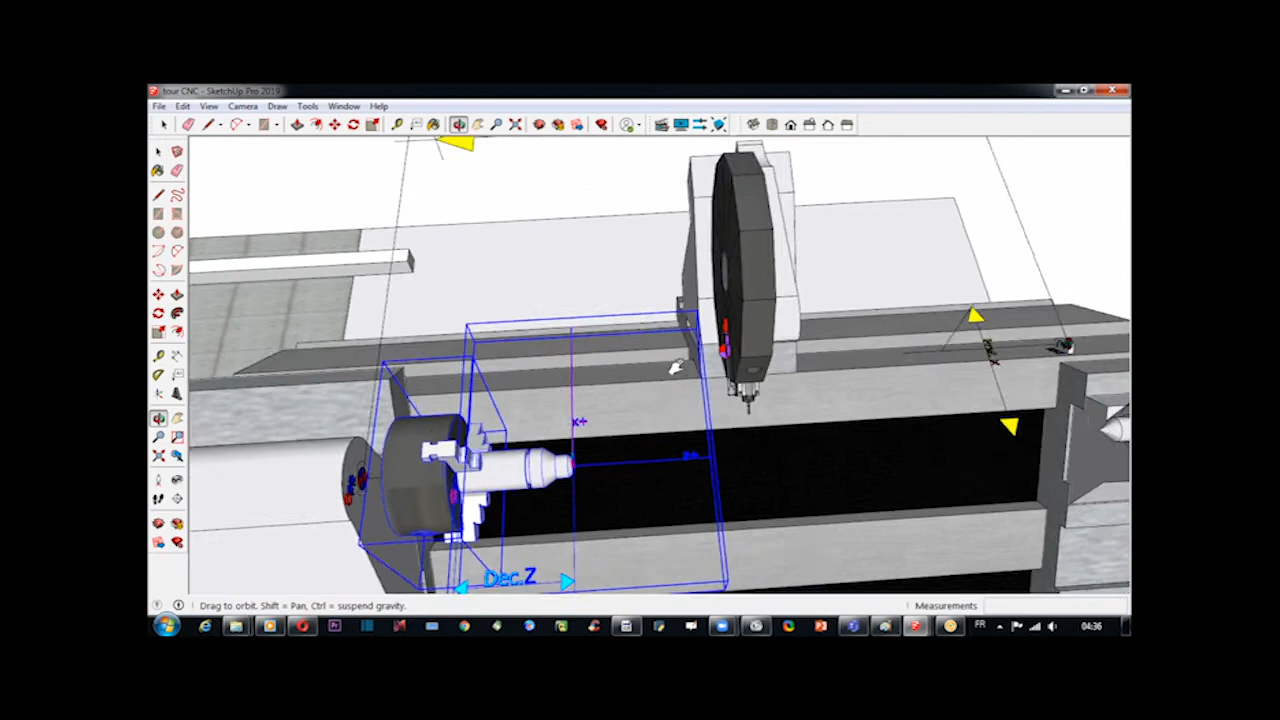 tour CNC - SketchUp Pro 2019
File Edit View Camera Draw Tools Window Help
X+
Dec.Z
Drag to orbit. Shift = Pan, Ctrl = suspend gravity.
Measurements
FR
04:36